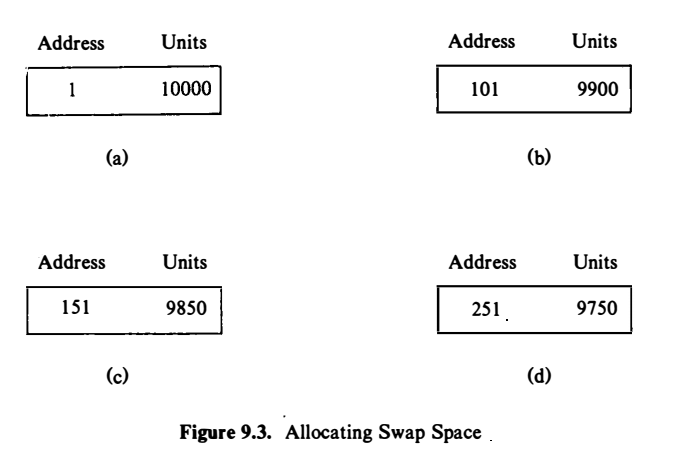 Address Units Address Units
1 10000 101 9900
(a) (b)
Address Units Address Units
151 9850 251 9750
(c) (d)
Figure 9.3. Allocating Swap Space